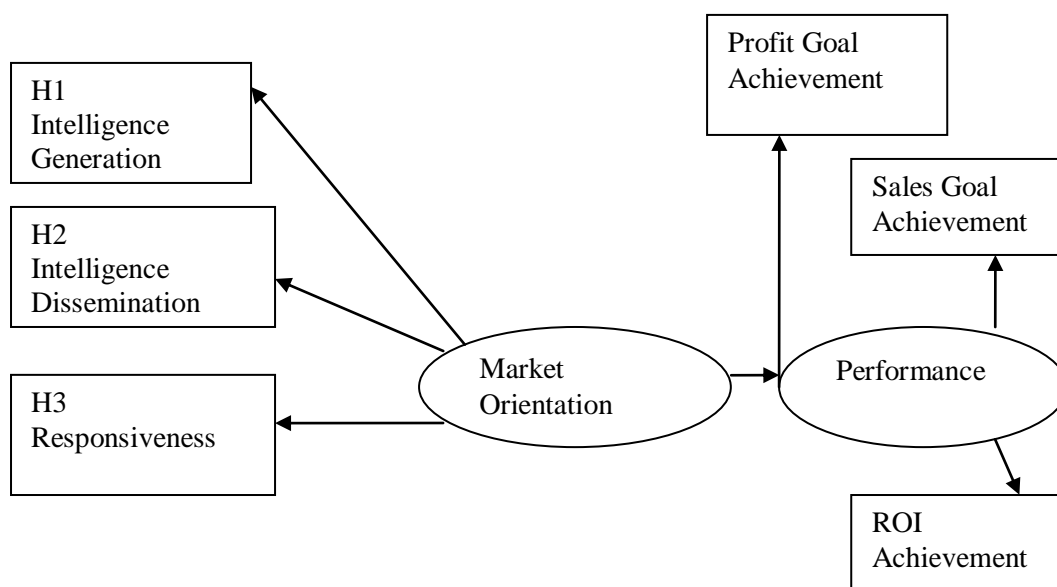 H1
Intelligence
Generation
H2
Intelligence
Dissemination
H3
Responsiveness
Market
Orientation
Profit Goal
Achievement
Sales Goal
Achievement
Performance
ROI
Achievement